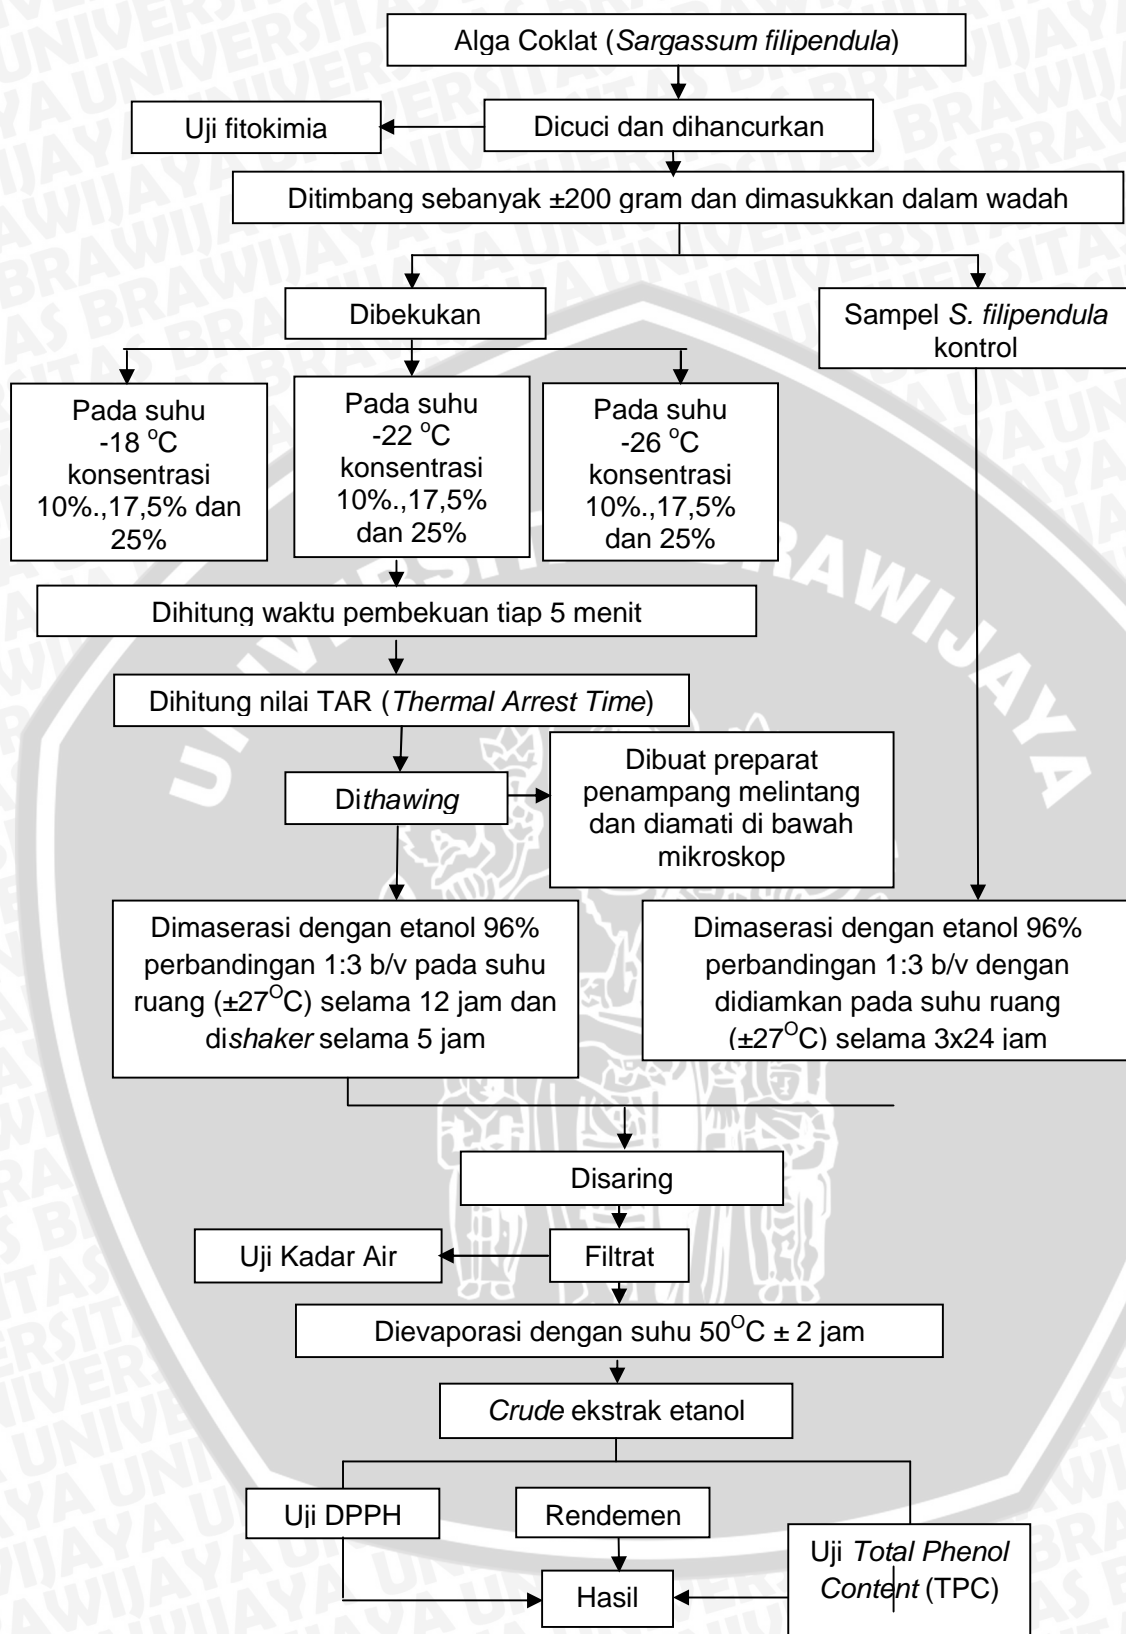 Alga Coklat (Sargassum filipendula)
Uji fitokimia
Dicuci dan dihancurkan
Ditimbang sebanyak ±200 gram dan dimasukkan dalam wadah
Dibekukan
Sampel S. filipendula
kontrol
Pada suhu
-18 °C
konsentrasi
10%.,17,5% dan
25%
Pada suhu
-22 °C
konsentrasi
10%.,17,5%
dan 25%
Pada suhu
-26 °C
konsentrasi
10%.,17,5%
dan 25%
Dihitung waktu pembekuan tiap 5 menit
Dihitung nilai TAR (Thermal Arrest Time)
Dithawing
Dibuat preparat
penampang melintang
dan diamati di bawah
mikroskop
Dimaserasi dengan etanol 96%
perbandingan 1:3 b/v pada suhu
ruang (±27°C) selama 12 jam dan
dishaker selama 5 jam
Dimaserasi dengan etanol 96%
perbandingan 1:3 b/v dengan
didiamkan pada suhu ruang
(±27°C) selama 3x24 jam
Disaring
Uji Kadar Air
Filtrat
Dievaporasi dengan suhu 50°C ± 2 jam
Crude ekstrak etanol
Uji DPPH
Rendemen
Uji Total Phenol
Content (TPC)
Hasil
UNIVERSITAS BRAWIJAYA